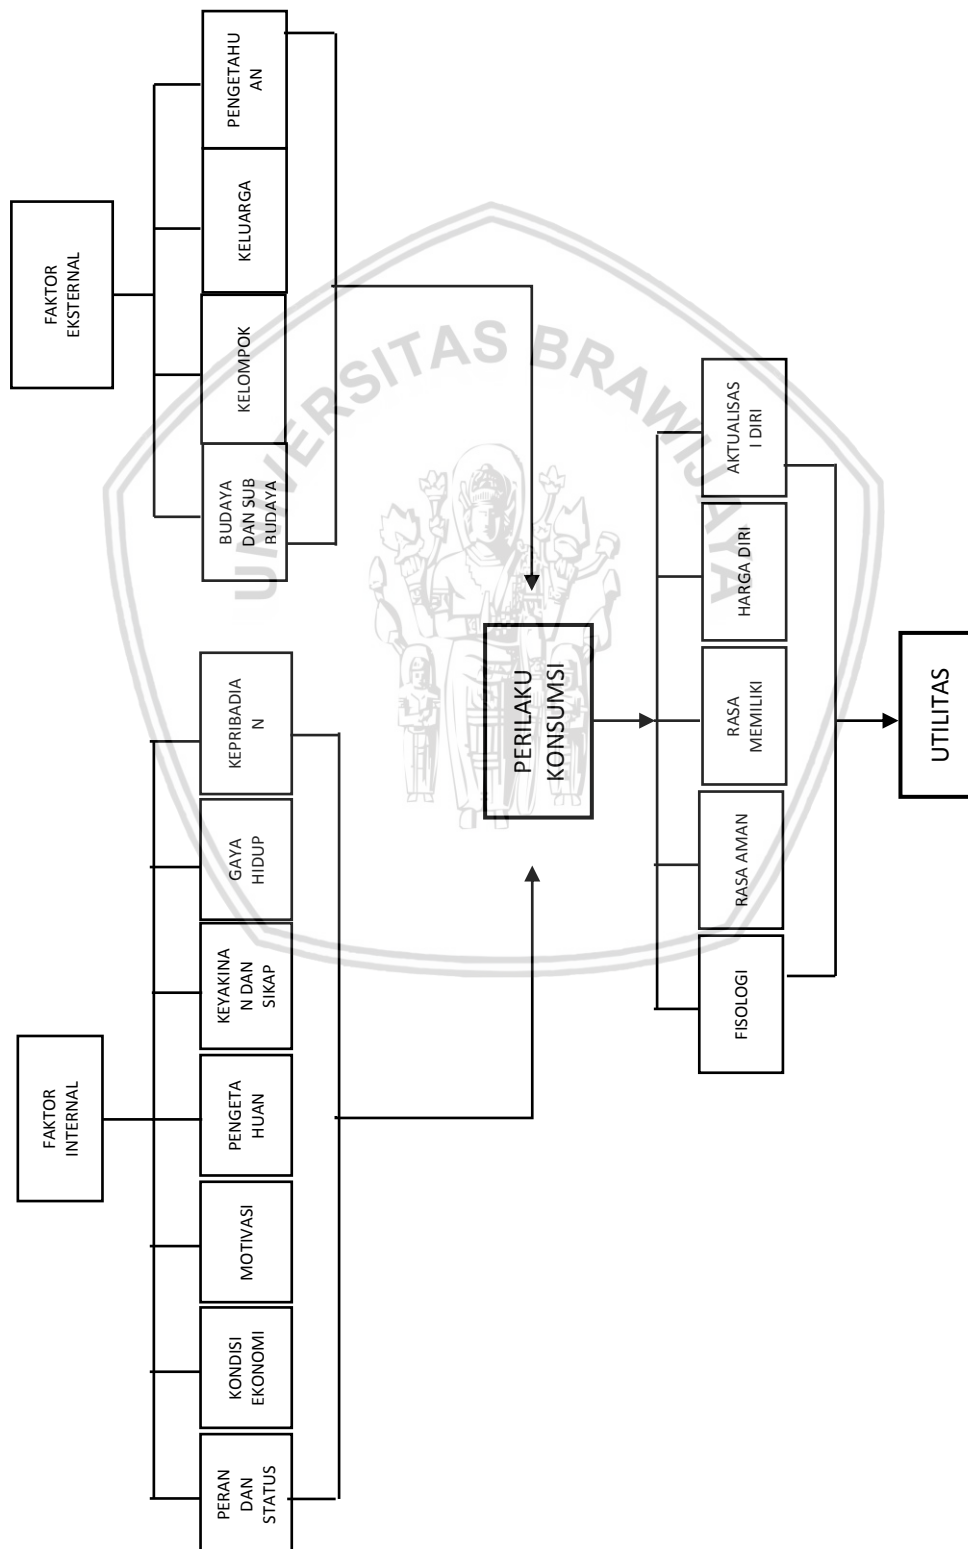 FAKTOR
INTERNAL
FAKTOR
EKSTERNAL
PERAN
DAN
STATUS
KONDISI
EKONOMI
MOTIVASI
PENGETA
HUAN
KEYAKINA
N DAN
SIKAP
GAYA
HIDUP
KEPRIBADIA
N
BUDAYA
DAN SUB
BUDAYA
KELOMPOK
KELUARGA
PENGETAHU
AN
UNIVERSITAS BRAWIJAYA
PERILAKU
KONSUMSI
FISOLOGI
RASA AMAN
RASA
MEMILIKI
HARGA DIRI
AKTUALISAS
I DIRI
UTILITAS